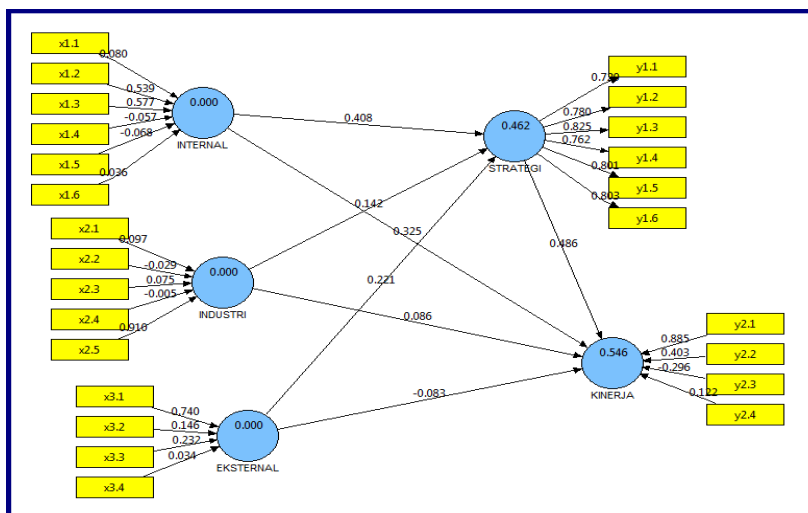 x1.1
0.080
x1.2
0.539
x1.3
0.577
x1.4
-0.057
x1.5
-0.068
x1.6
0.036
0.000
INTERNAL
x2.1
0.097
x2.2
-0.029
x2.3
0.075
x2.4
-0.005
x2.5
0.910
0.000
INDUSTRI
x3.1
0.740
x3.2
0.146
x3.3
0.232
x3.4
0.034
0.000
EKSTERNAL
0.408
0.142
0.325
0.221
0.086
-0.083
0.486
0.462
STRATEGI
y1.1
y1.2
0.780
y1.3
0.825
y1.4
0.762
y1.5
0.801
y1.6
0.803
0.546
KINERJA
y2.1
0.885
y2.2
0.403
y2.3
-0.296
y2.4
0.122